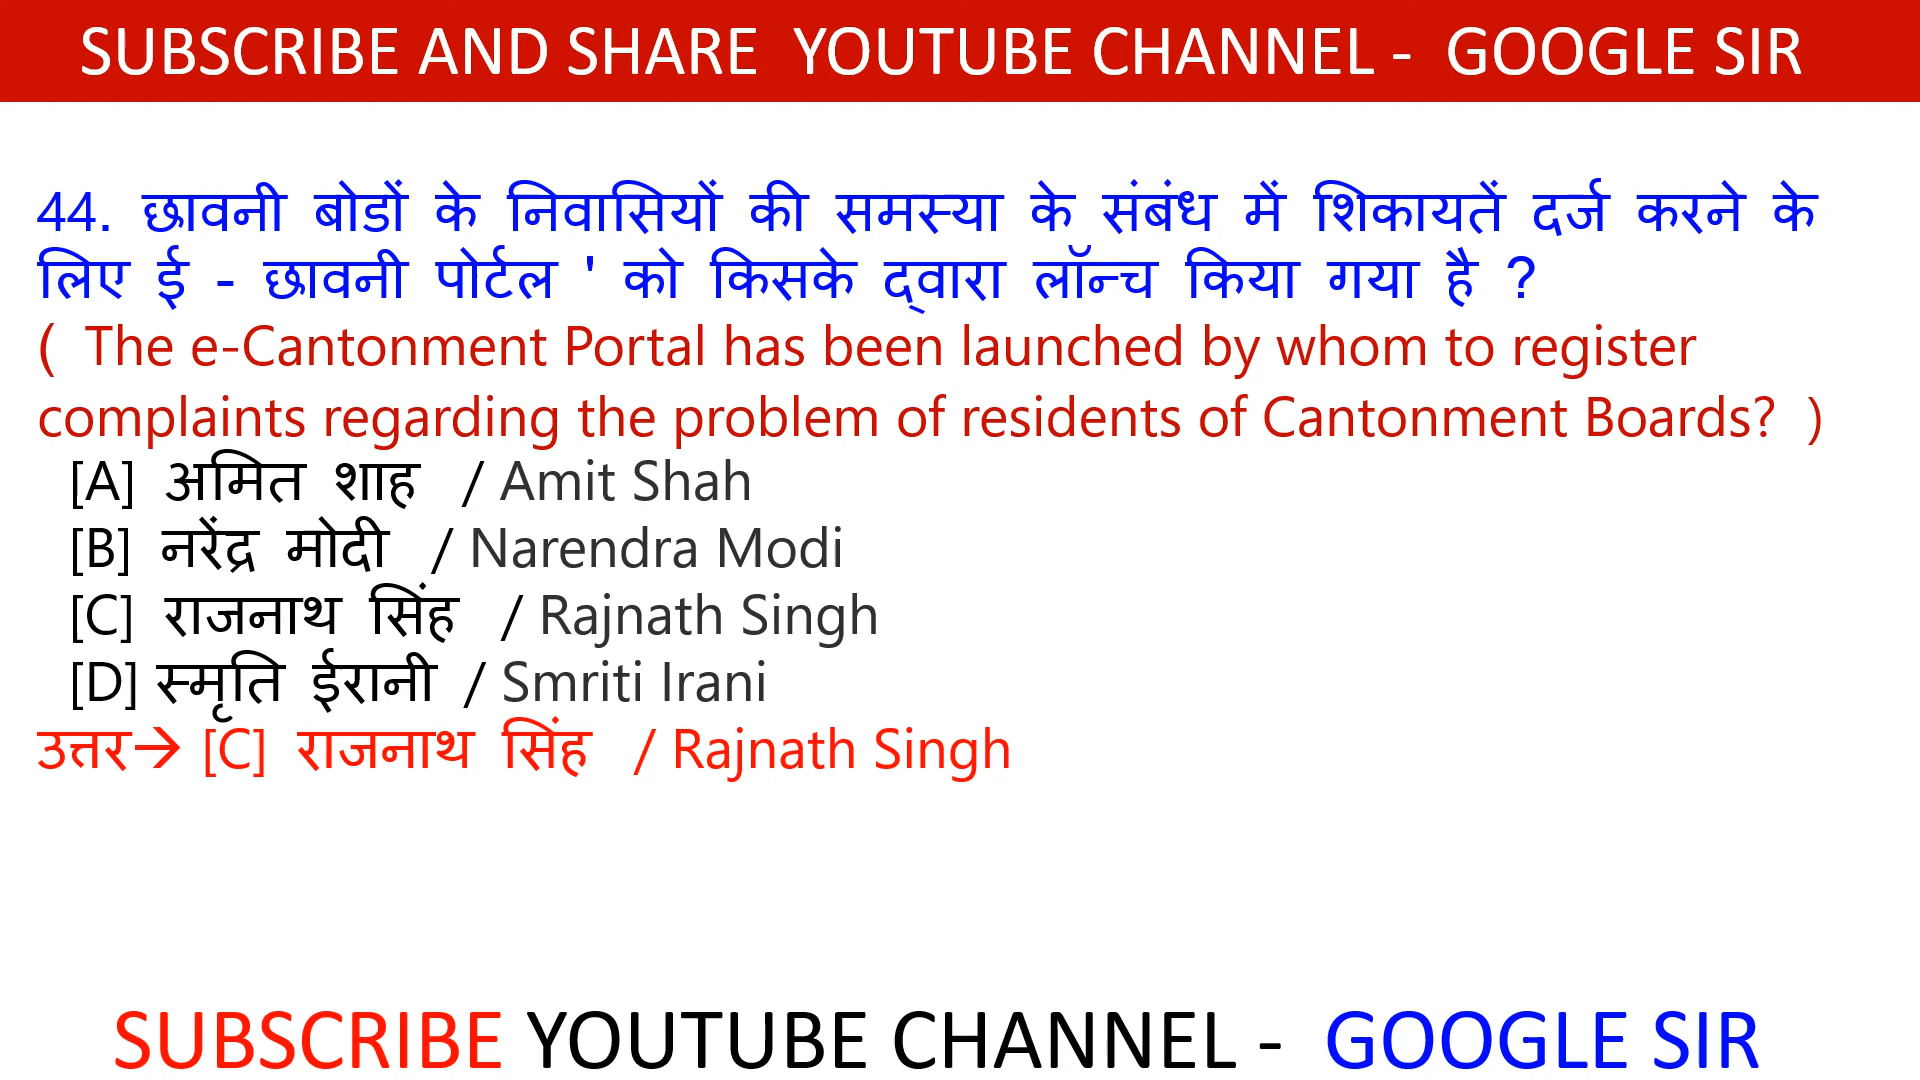 SUBSCRIBE AND SHARE YOUTUBE CHANNEL - GOOGLE SIR
44. छावनी बोडों के निवासियों की समस्या के संबंध में शिकायतें दर्ज करने के
लिए ई - छावनी पोर्टल ' को किसके द्वारा लॉन्च किया गया है ?
( The e-Cantonment Portal has been launched by whom to register
complaints regarding the problem of residents of Cantonment Boards? )
[A] अमित शाह / Amit Shah
[B] नरेंद्र मोदी / Narendra Modi
[C] राजनाथ सिंह / Rajnath Singh
[D] स्मृति ईरानी / Smriti Irani
उत्तर→ [C] राजनाथ सिंह / Rajnath Singh
SUBSCRIBE YOUTUBE CHANNEL - GOOGLE SIR